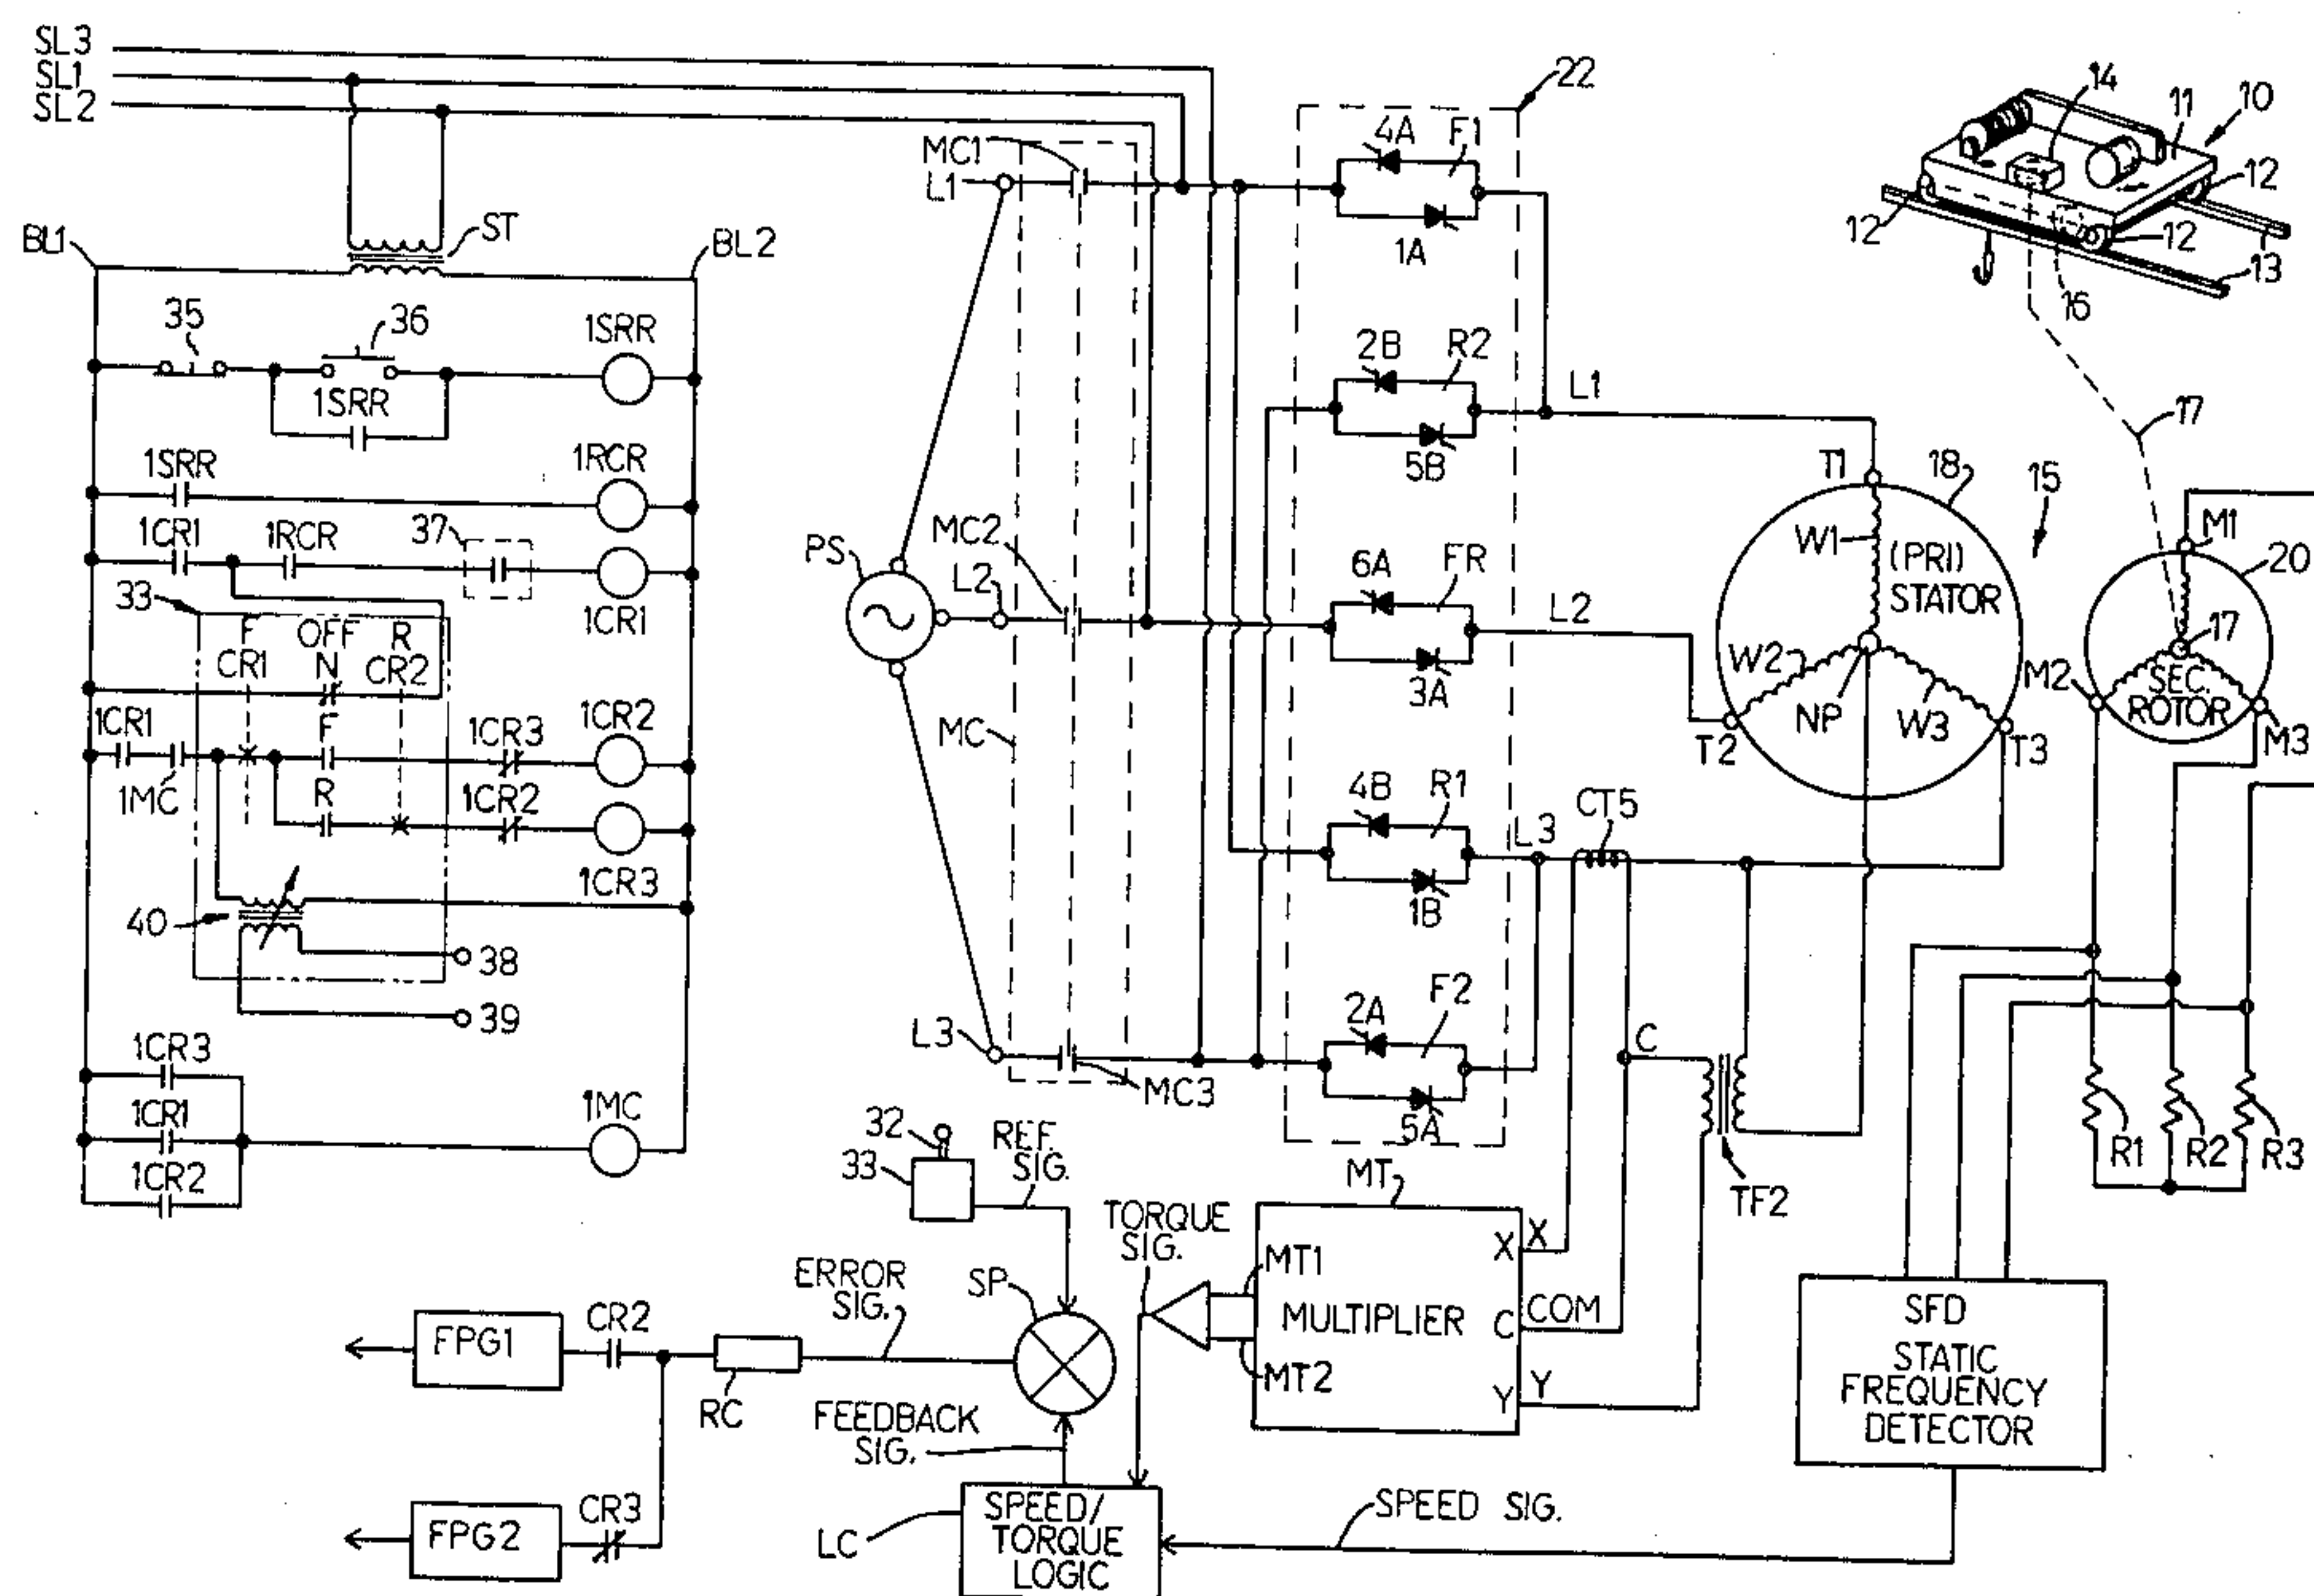 SL3
SL1
SL2
BL1
ST
BL2
35
36
1SRR
1SRR
1SRR
1RCR
1CR1
1RCR
37
1CR1
33
F
CR1
OFF
N
R
CR2
1CR1
1MC
F
1CR3
1CR2
R
1CR2
1CR3
40
38
39
1CR3
1CR1
1CR2
1MC
MC1
L1
PS
MC2
L2
MC
L3
MC3
22
4A
F1
1A
2B
R2
5B
L1
6A
FR
3A
L2
4B
R1
1B
L3
CT5
2A
F2
5A
14
11
10
12
12
12
13
16
17
T1
18
15
W1
(PRI)
STATOR
W2
NP
W3
T2
T3
M1
20
17
SEC.
ROTOR
M2
M3
C
TF2
R1
R2
R3
32
33
REF.
SIG.
MT
TORQUE
SIG.
MT1
MULTIPLIER
MT2
X
X
C
COM
Y
Y
SP
ERROR
SIG.
FPG1
CR2
RC
FEEDBACK
SIG.
FPG2
CR3
LC
SPEED/
TORQUE
LOGIC
SPEED SIG.
SFD
STATIC
FREQUENCY
DETECTOR